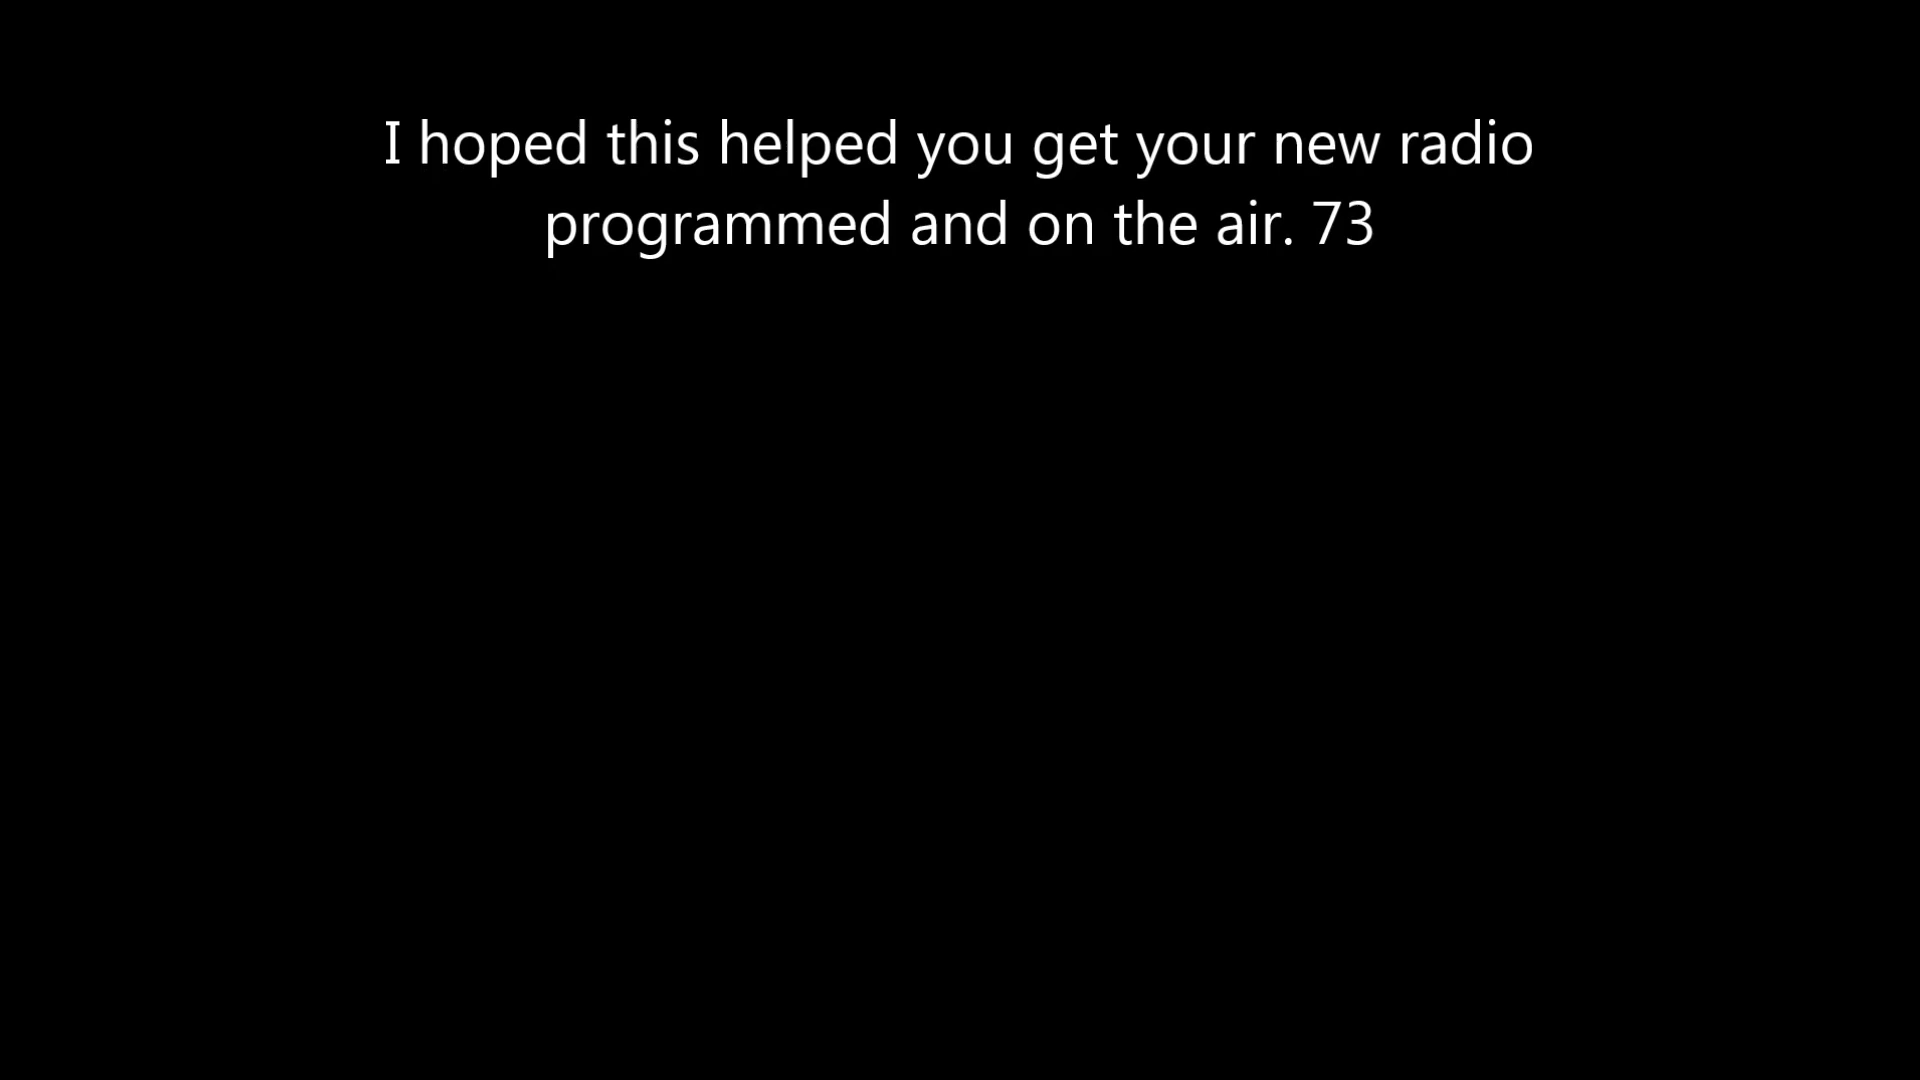 I hoped this helped you get your new radio
programmed and on the air. 73